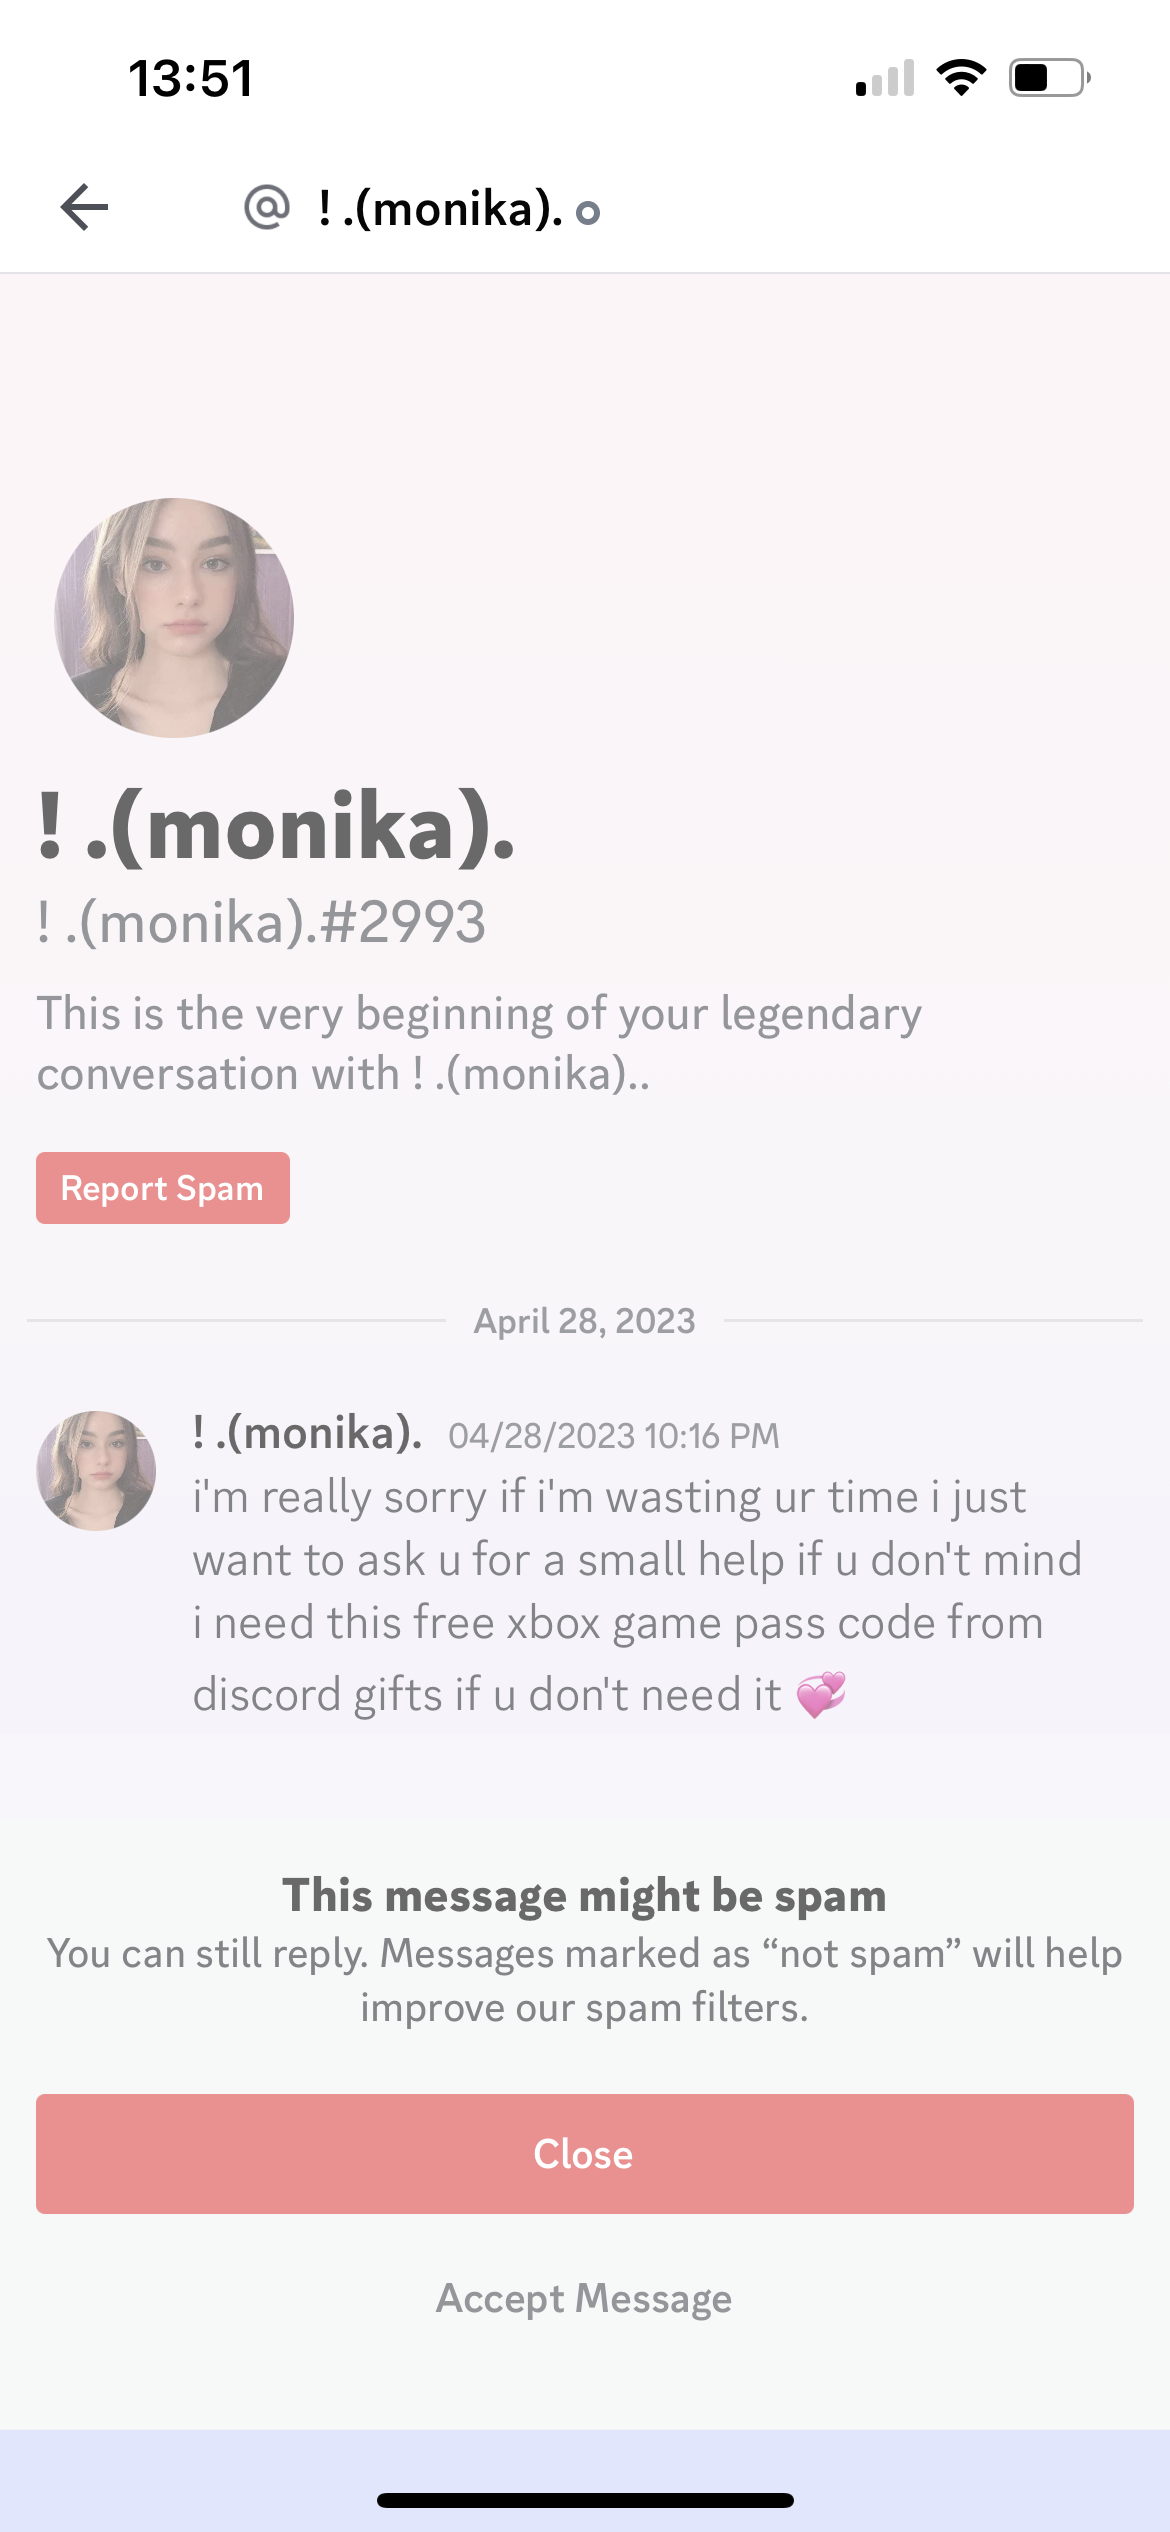 13:51
! .(monika).
! .(monika).
! .(monika).#2993
This is the very beginning of your legendary
conversation with ! .(monika)..
Report Spam
April 28, 2023
! .(monika). 04/28/2023 10:16 PM
i'm really sorry if i'm wasting ur time i just
want to ask u for a small help if u don't mind
i need this free xbox game pass code from
discord gifts if u don't need it 💞
This message might be spam
You can still reply. Messages marked as “not spam” will help
improve our spam filters.
Close
Accept Message